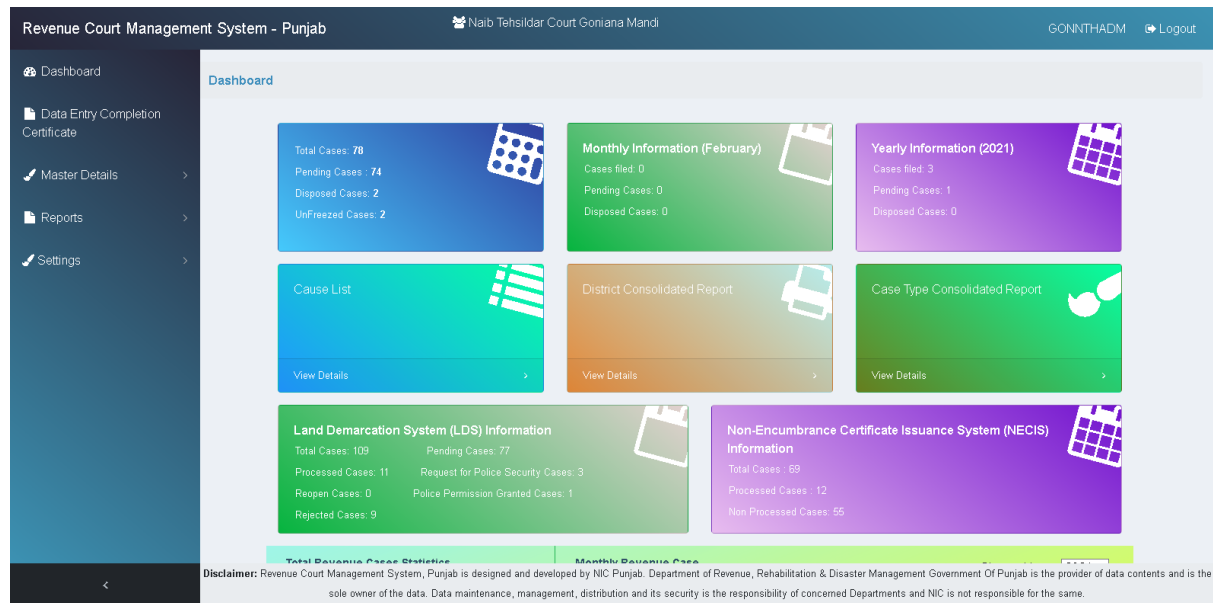 Revenue Court Management System - Punjab
Naib Tehsildar Court Goniana Mandi
GONNTHADM
Logout
Dashboard
Data Entry Completion
Certificate
Master Details
Reports
Settings
Dashboard
Total Cases: 78
Pending Cases : 74
Disposed Cases: 2
UnFreezed Cases: 2
Monthly Information (February)
Cases filed: 0
Pending Cases: 0
Disposed Cases: 0
Yearly Information (2021)
Cases filed: 3
Pending Cases: 1
Disposed Cases: 0
Cause List
View Details
District Consolidated Report
View Details
Case Type Consolidated Report
View Details
Land Demarcation System (LDS) Information
Total Cases: 109 Pending Cases: 77
Processed Cases: 11 Request for Police Security Cases: 3
Reopen Cases: 0 Police Permission Granted Cases: 1
Rejected Cases: 9
Non-Encumbrance Certificate Issuance System (NECIS)
Information
Total Cases : 69
Processed Cases : 12
Non Processed Cases: 55
Total Revenue Cases Statistics
Monthly Revenue Case
Disclaimer: Revenue Court Management System, Punjab is designed and developed by NIC Punjab. Department of Revenue, Rehabilitation & Disaster Management Government Of Punjab is the provider of data contents and is the
sole owner of the data. Data maintenance, management, distribution and its security is the responsibility of concerned Departments and NIC is not responsible for the same.